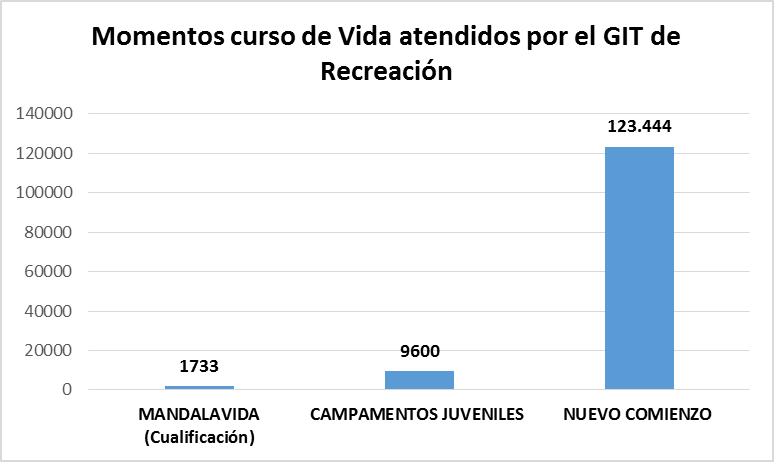 Momentos curso de Vida atendidos por el GIT de
Recreación
140000
120000
100000
80000
60000
40000
20000
0
1733
9600
123.444
MANDALAVIDA
(Cualificación)
CAMPAMENTOS JUVENILES
NUEVO COMIENZO